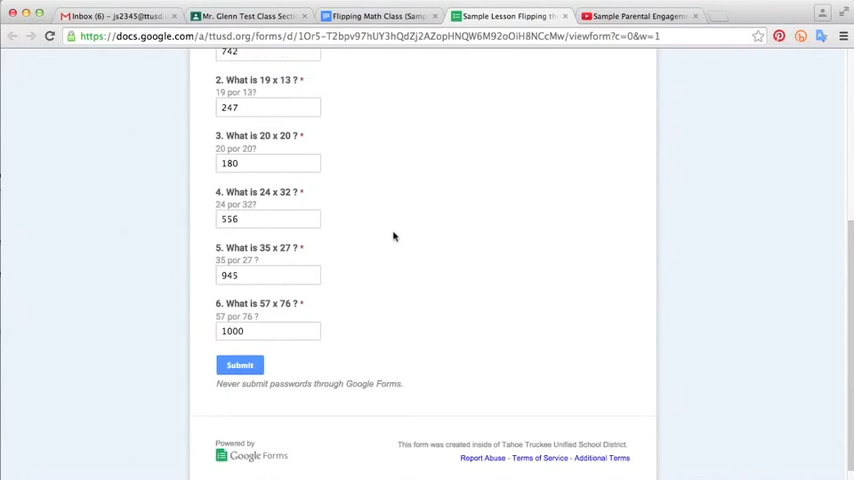 Inbox (6) - js2345@ttusd
Mr. Glenn Test Class Secti
Flipping Math Class (Samp
Sample Lesson Flipping th
Sample Parental Engageme
https://docs.google.com/a/ttusd.org/forms/d/1Or5-T2bpv97hUY3hQdZj2AZopHNQW6M92oOiH8NCcMw/viewform?c=0&w=1
742
2. What is 19 x 13 ? *
19 por 13?
247
3. What is 20 x 20 ? *
20 por 20?
180
4. What is 24 x 32 ? *
24 por 32?
556
5. What is 35 x 27 ? *
35 por 27 ?
945
6. What is 57 x 76 ? *
57 por 76 ?
1000
Submit
Never submit passwords through Google Forms.
Powered by
Google Forms
This form was created inside of Tahoe Truckee Unified School District.
Report Abuse - Terms of Service - Additional Terms